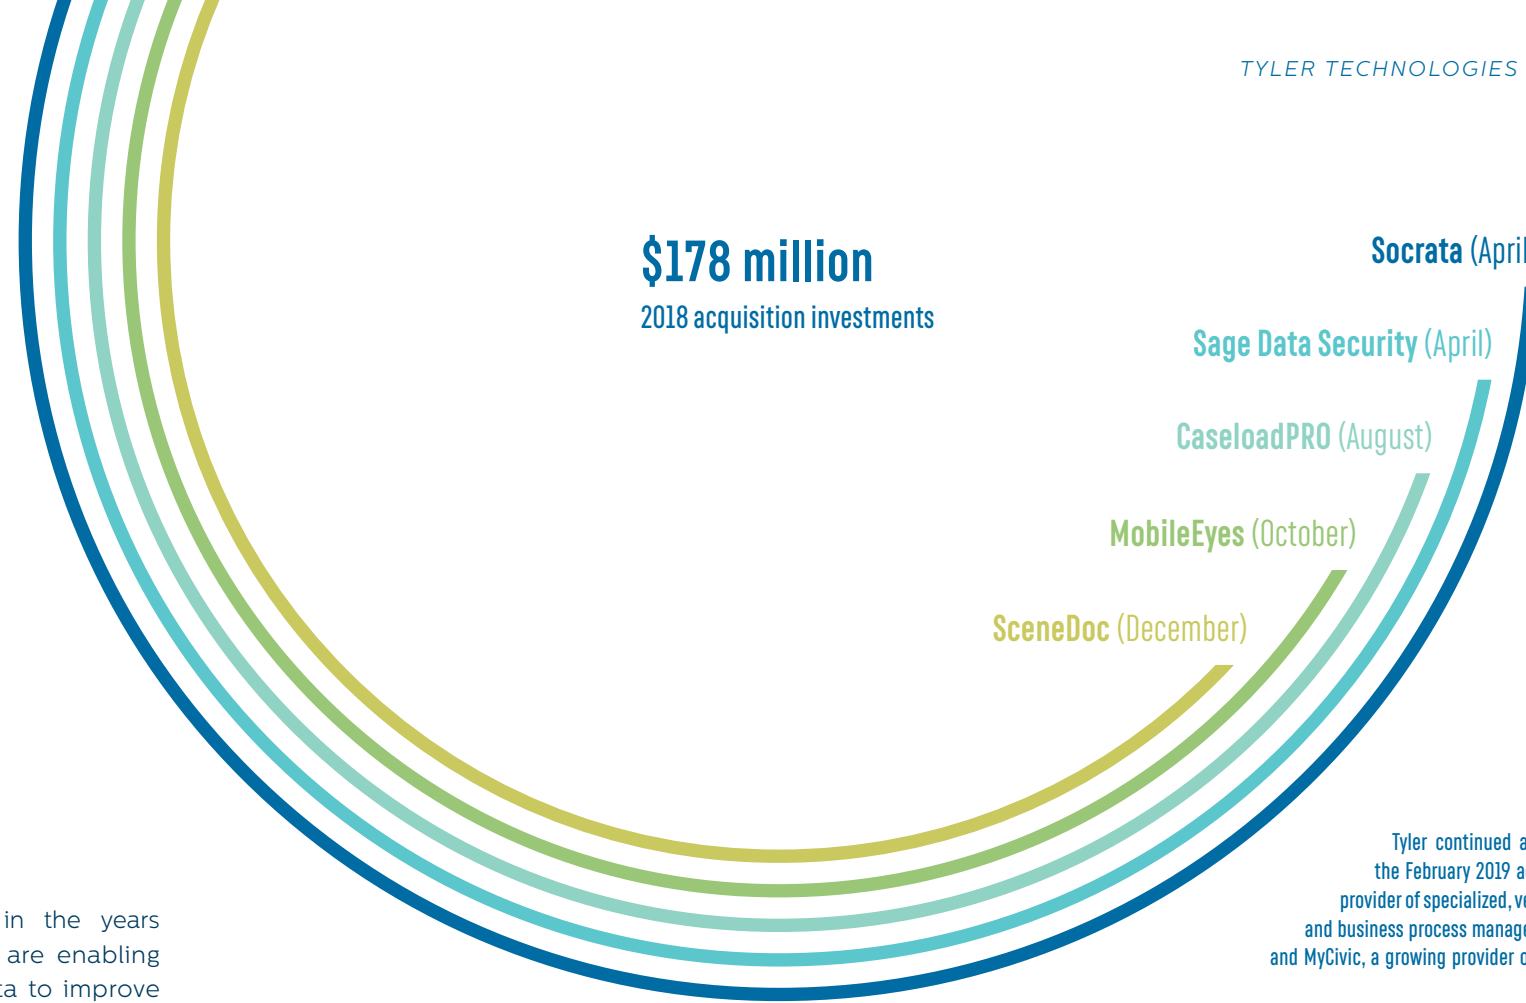 TYLER TECHNOLOGIES
$178 million
2018 acquisition investments
Socrata (April
Sage Data Security (April)
CaseloadPRO (August)
MobileEyes (October)
SceneDoc (December)
Tyler continued
the February 2019
provider of specialized,
and business process
and MyCivic, a growing provider
in the years
are enabling
to improve